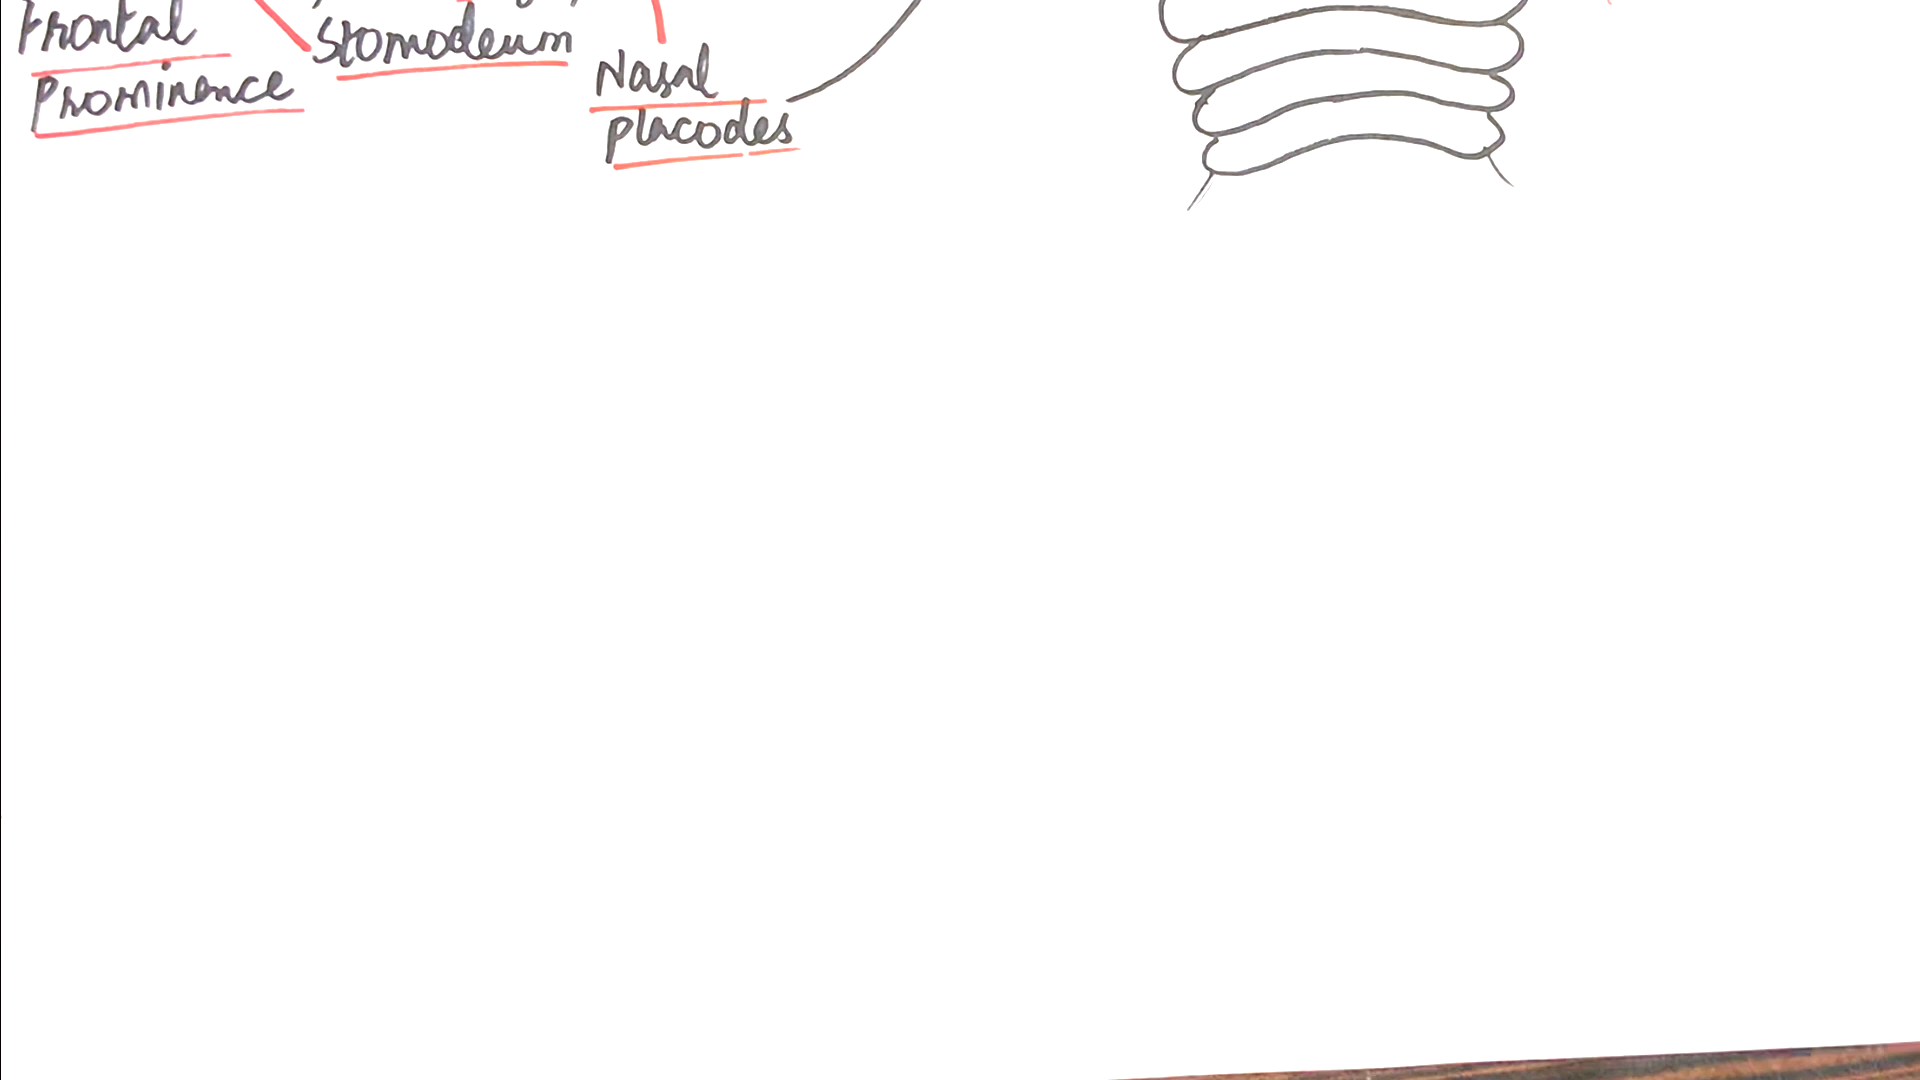 Frontal
Prominence
Stomodeum
Nasal
placodes